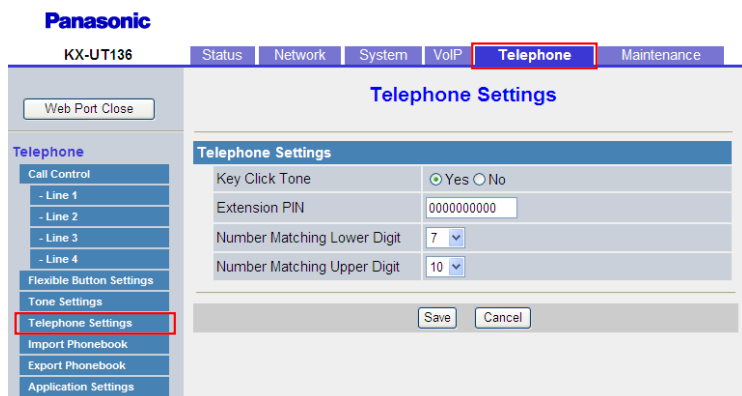 Panasonic
KX-UT136
Status Network System VoIP Telephone Maintenance
Web Port Close
Telephone Settings
Telephone
Call Control
- Line 1
- Line 2
- Line 3
- Line 4
Flexible Button Settings
Tone Settings
Telephone Settings
Import Phonebook
Export Phonebook
Application Settings
Telephone Settings
Key Click Tone Yes No
Extension PIN 0000000000
Number Matching Lower Digit 7
Number Matching Upper Digit 10
Save Cancel